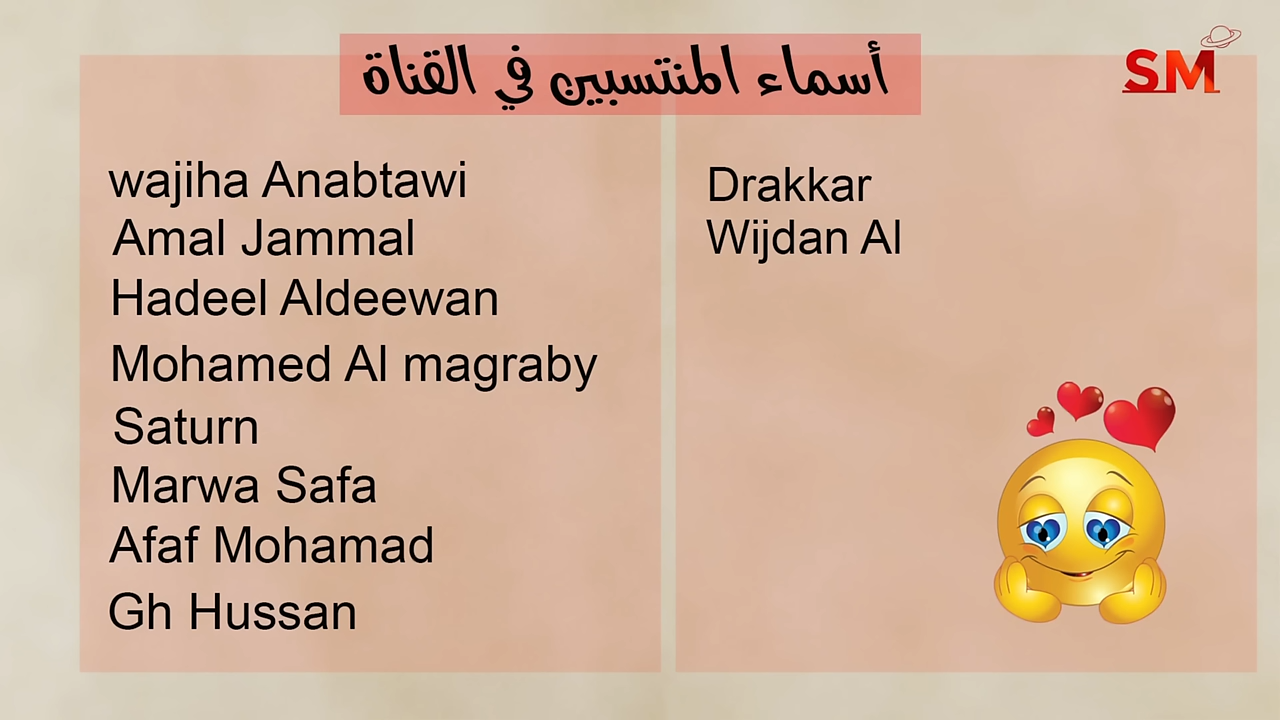 أسماء المنتسبين في القناة
SM
wajiha Anabtawi
Amal Jammal
Hadeel Aldeewan
Mohamed Al magraby
Saturn
Marwa Safa
Afaf Mohamad
Gh Hussan
Drakkar
Wijdan Al